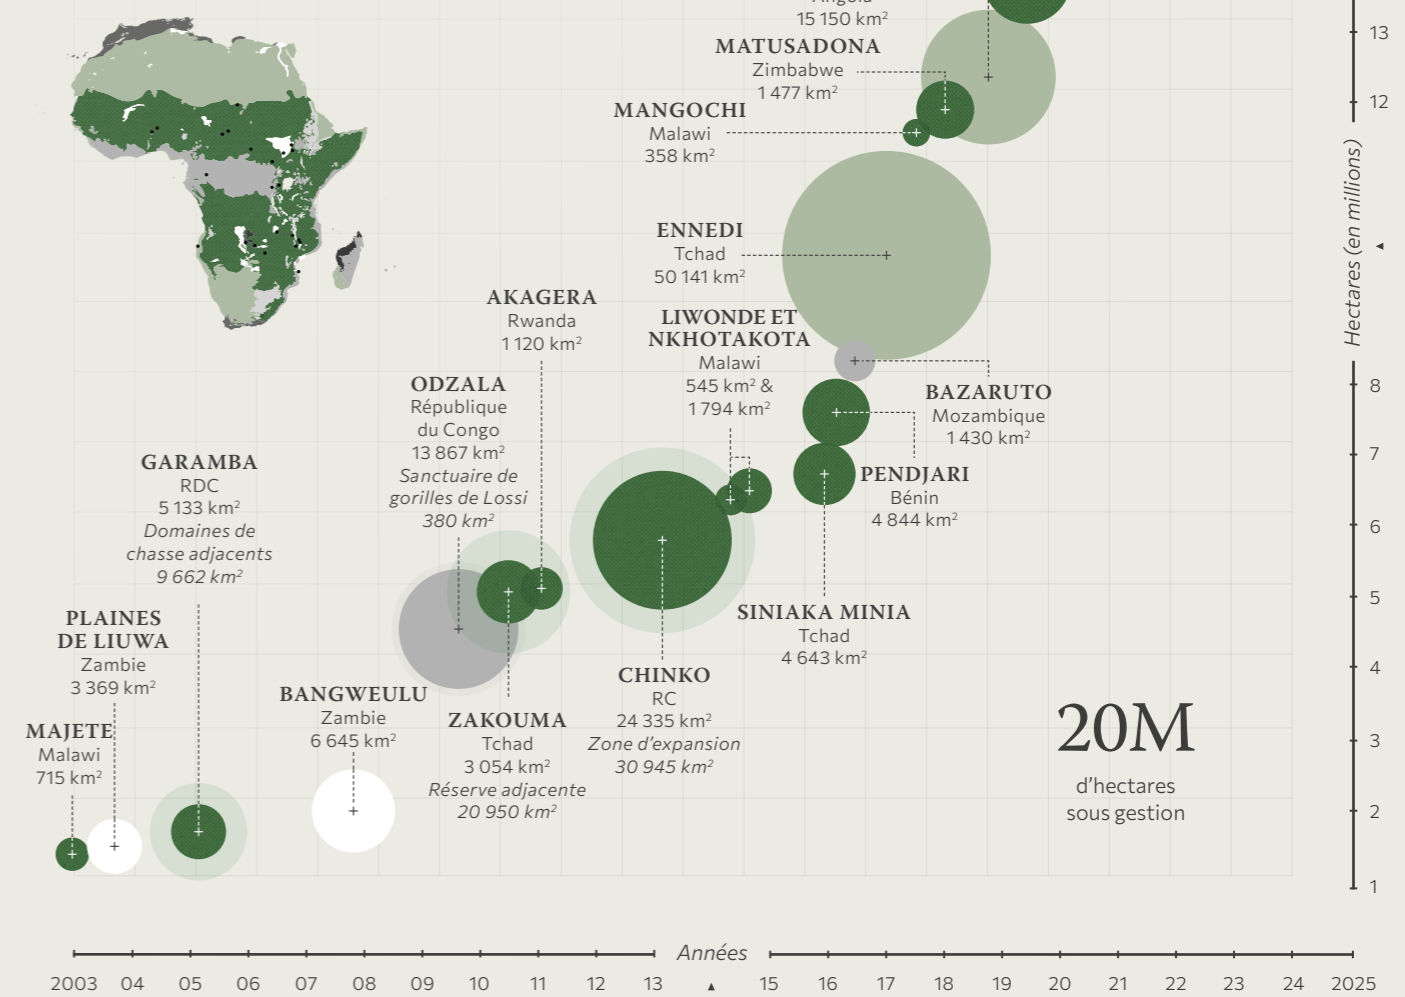 Angola
15 150 km²
MATUSADONA
Zimbabwe
1 477 km²
MANGOCHI
Malawi
358 km²
ENNEDI
Tchad
50 141 km²
AKAGERA
Rwanda
1 120 km²
LIWONDE ET
NKHOTAKOTA
Malawi
545 km² &
1 794 km²
ODZALA
République
du Congo
13 867 km²
Sanctuaire de
gorilles de Lossi
380 km²
BAZARUTO
Mozambique
1 430 km²
GARAMBA
RDC
5 133 km²
Domaines de
chasse adjacents
9 662 km²
PENDJARI
Bénin
4 844 km²
PLAINES
DE LIUWA
Zambie
3 369 km²
SINIAKA MINIA
Tchad
4 643 km²
CHINKO
RC
24 335 km²
Zone d'expansion
30 945 km²
BANGWEULU
Zambie
6 645 km²
ZAKOUMA
Tchad
3 054 km²
Réserve adjacente
20 950 km²
MAJETE
Malawi
715 km²
20M
d'hectares
sous gestion
13
12
Hectares (en millions)
8
7
6
5
4
3
2
1
Années
2003 04 05 06 07 08 09 10 11 12 13 15 16 17 18 19 20 21 22 23 24 2025